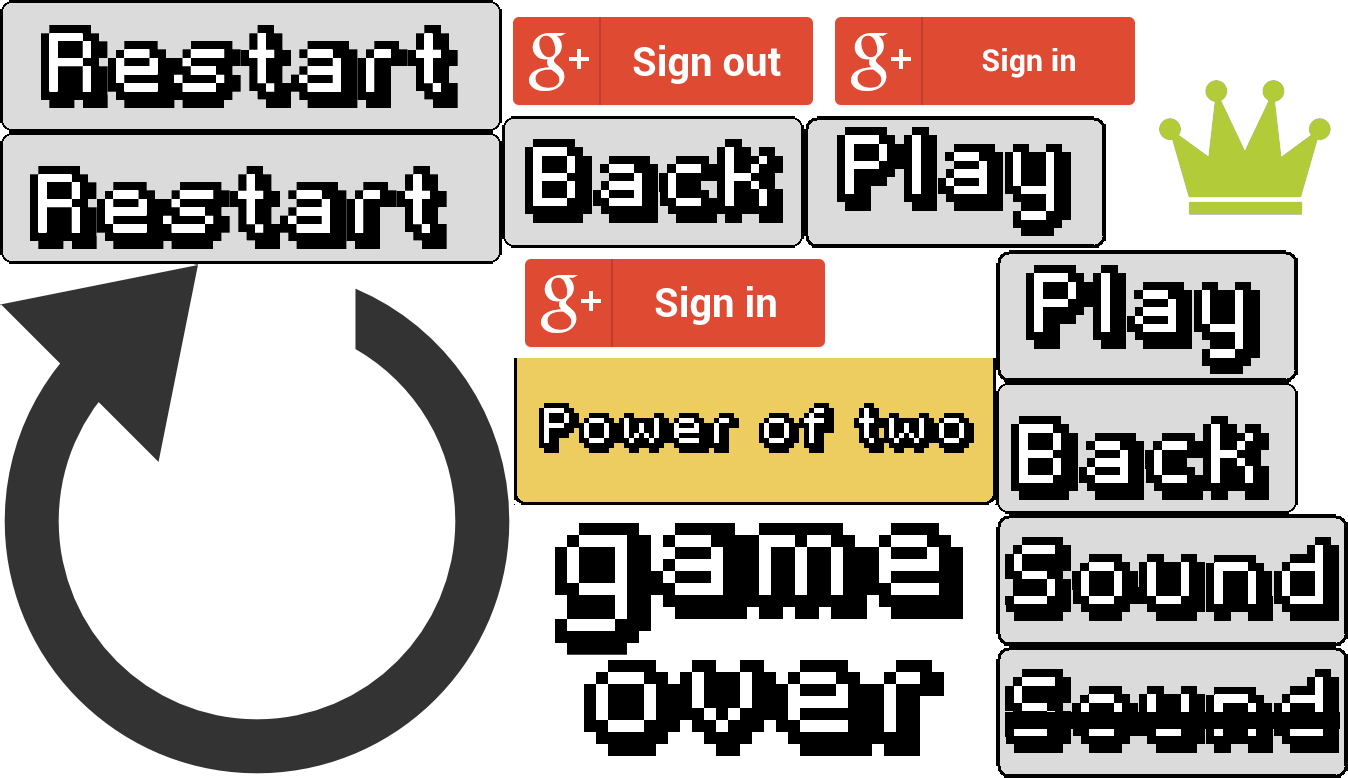 Restart
g+ Sign out
g+ Sign in
Restart
Back
Play
g+ Sign in
Play
Power of two
Back
game
over
Sound
Sound